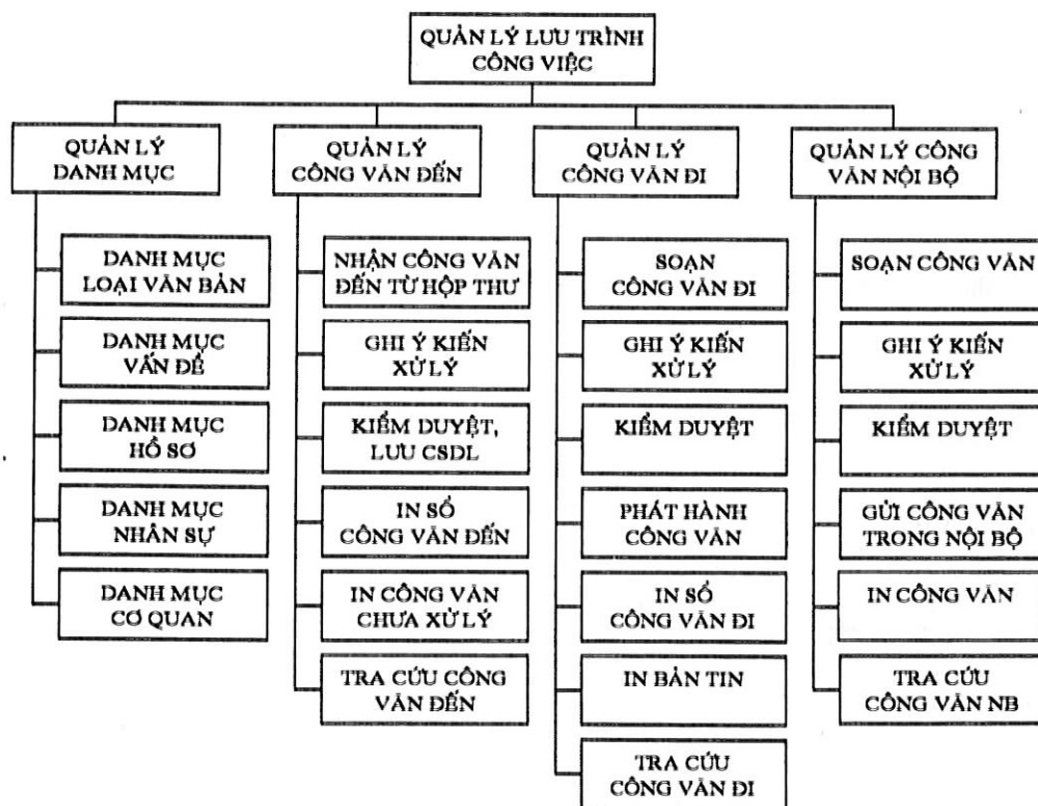 QUẢN LÝ LƯU TRÌNH
CÔNG VIỆC
QUẢN LÝ
DANH MỤC
DANH MỤC
LOẠI VĂN BẢN
DANH MỤC
VẤN ĐỀ
DANH MỤC
HỒ SƠ
DANH MỤC
NHÂN SỰ
DANH MỤC
CƠ QUAN
QUẢN LÝ
CÔNG VĂN ĐẾN
NHẬN CÔNG VĂN
ĐẾN TỪ HỘP THƯ
GHI Ý KIẾN
XỬ LÝ
KIỂM DUYỆT,
LƯU CSDL
IN SỔ
CÔNG VĂN ĐẾN
IN CÔNG VĂN
CHƯA XỬ LÝ
TRA CỨU CÔNG
VĂN ĐẾN
QUẢN LÝ
CÔNG VĂN ĐI
SOẠN
CÔNG VĂN ĐI
GHI Ý KIẾN
XỬ LÝ
KIỂM DUYỆT
PHÁT HÀNH
CÔNG VĂN
IN SỔ
CÔNG VĂN ĐI
IN BẢN TIN
TRA CỨU
CÔNG VĂN ĐI
QUẢN LÝ CÔNG
VĂN NỘI BỘ
SOẠN CÔNG VĂN
GHI Ý KIẾN
XỬ LÝ
KIỂM DUYỆT
GỬI CÔNG VĂN
TRONG NỘI BỘ
IN CÔNG VĂN
TRA CỨU
CÔNG VĂN NB